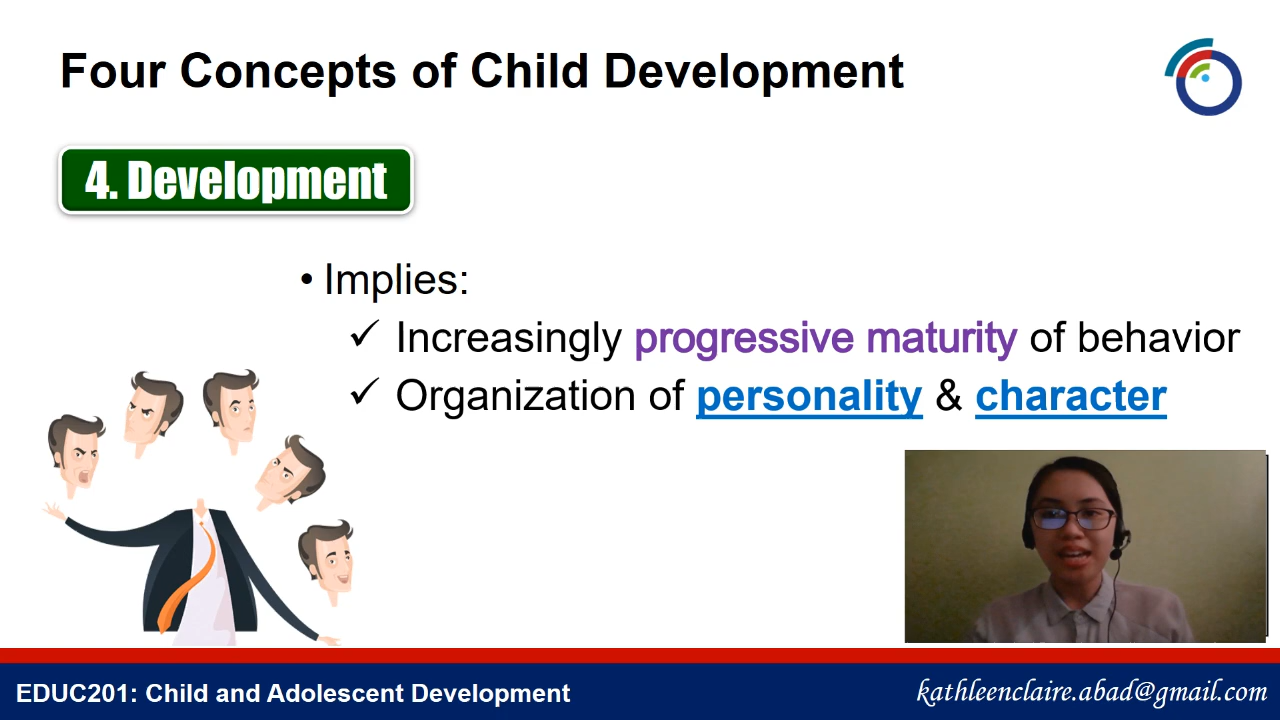 Four Concepts of Child Development
4. Development
• Implies:
✓ Increasingly progressive maturity of behavior
✓ Organization of personality & character
EDUC201: Child and Adolescent Development
kathleenclaire.abad@gmail.com